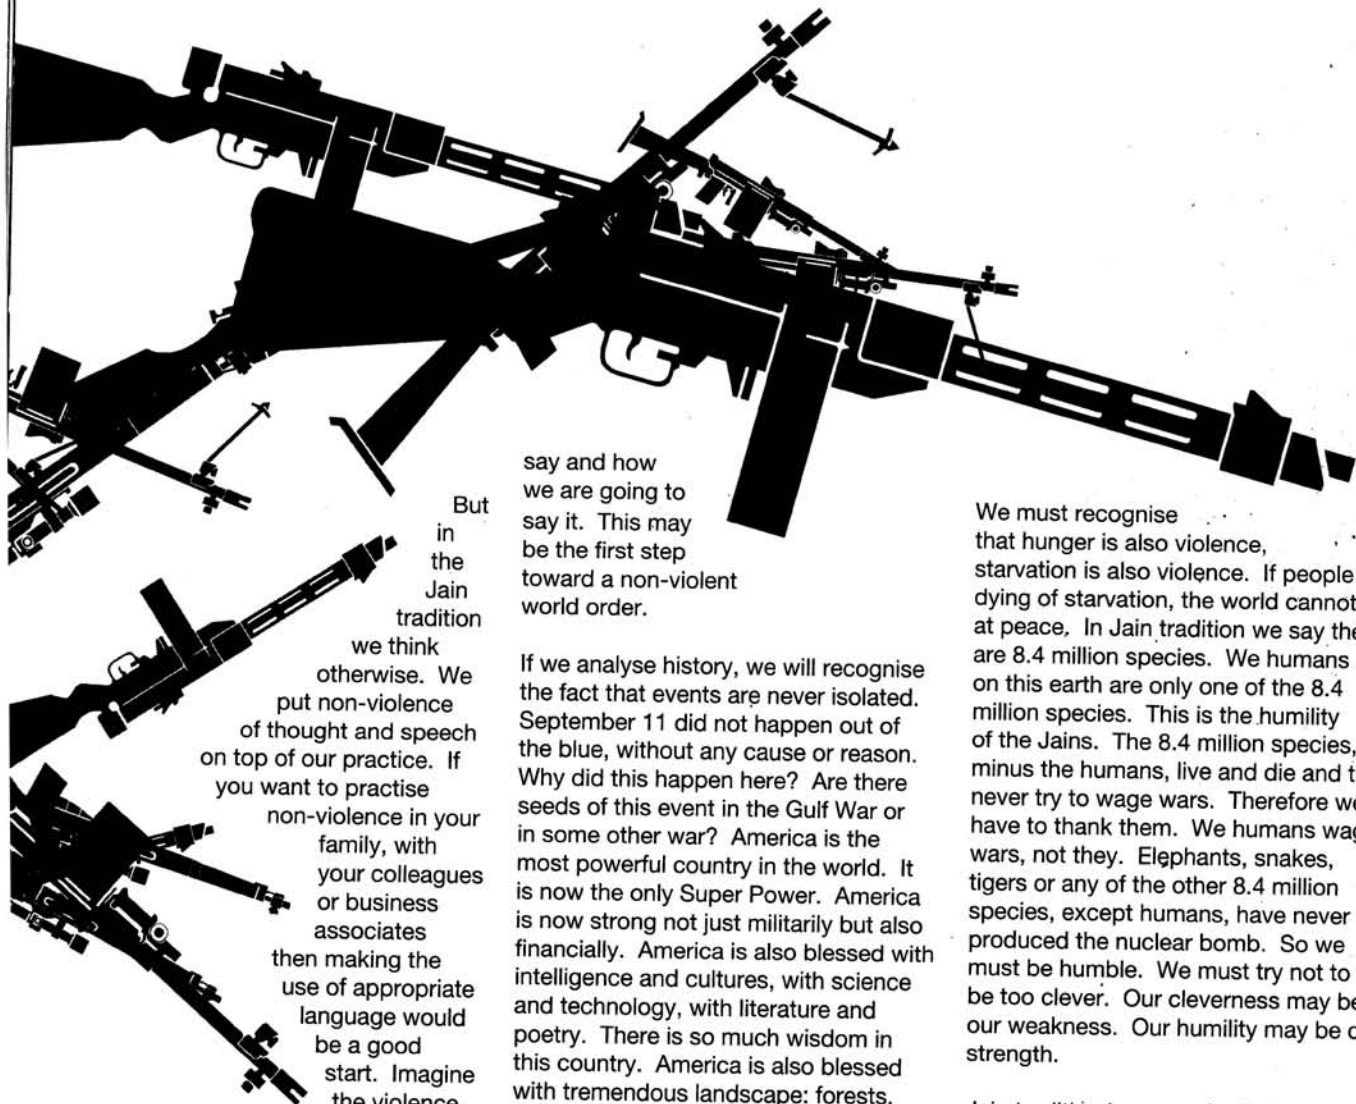 But
in
the
Jain
tradition
we think
otherwise. We
put non-violence
of thought and speech
on top of our practice. If
you want to practise
non-violence in your
family, with
your colleagues
or business
associates
then making the
use of appropriate
language would
be a good
start. Imagine
the violence
say and how
we are going to
say it. This may
be the first step
toward a non-violent
world order.
If we analyse history, we will recognise
the fact that events are never isolated.
September 11 did not happen out of
the blue, without any cause or reason.
Why did this happen here? Are there
seeds of this event in the Gulf War or
in some other war? America is the
most powerful country in the world. It
is now the only Super Power. America
is now strong not just militarily but also
financially. America is also blessed with
intelligence and cultures, with science
and technology, with literature and
poetry. There is so much wisdom in
this country. America is also blessed
with tremendous landscape: forests,
We must recognise
that hunger is also violence,
starvation is also violence. If people
dying of starvation, the world cannot
at peace. In Jain tradition we say
are 8.4 million species. We humans
on this earth are only one of the 8.4
million species. This is the humility
of the Jains. The 8.4 million species,
minus the humans, live and die and
never try to wage wars. Therefore
have to thank them. We humans
wars, not they. Elephants, snakes,
tigers or any of the other 8.4 million
species, except humans, have never
produced the nuclear bomb. So we
must be humble. We must try not to
be too clever. Our cleverness may
our weakness. Our humility may be
strength.